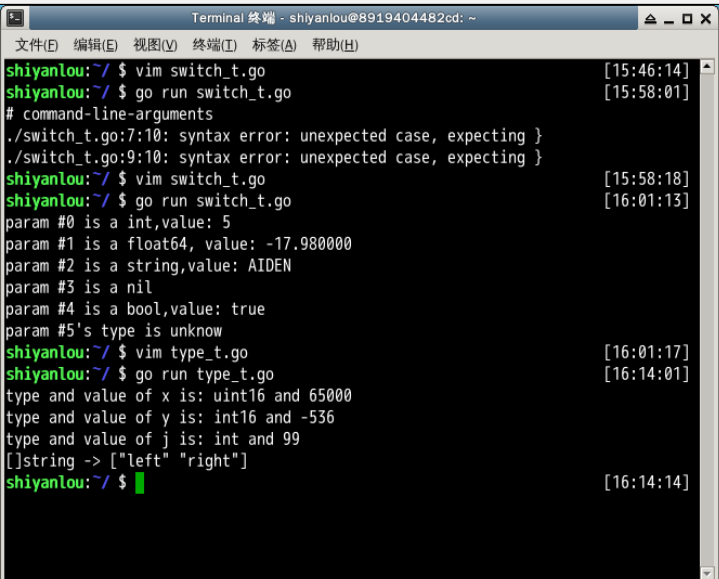 Terminal 终端 - shiyanlou@8919404482cd: ~
文件(F) 编辑(E) 视图(V) 终端(T) 标签(A) 帮助(H)
shiyanlou:~/ $ vim switch_t.go [15:46:14]
shiyanlou:~/ $ go run switch_t.go [15:58:01]
# command-line-arguments
./switch_t.go:7:10: syntax error: unexpected case, expecting }
./switch_t.go:9:10: syntax error: unexpected case, expecting }
shiyanlou:~/ $ vim switch_t.go [15:58:18]
shiyanlou:~/ $ go run switch_t.go [16:01:13]
param #0 is a int,value: 5
param #1 is a float64, value: -17.980000
param #2 is a string,value: AIDEN
param #3 is a nil
param #4 is a bool,value: true
param #5's type is unknow
shiyanlou:~/ $ vim type_t.go [16:01:17]
shiyanlou:~/ $ go run type_t.go [16:14:01]
type and value of x is: uint16 and 65000
type and value of y is: int16 and -536
type and value of j is: int and 99
[]string -> ["left" "right"]
shiyanlou:~/ $ [16:14:14]